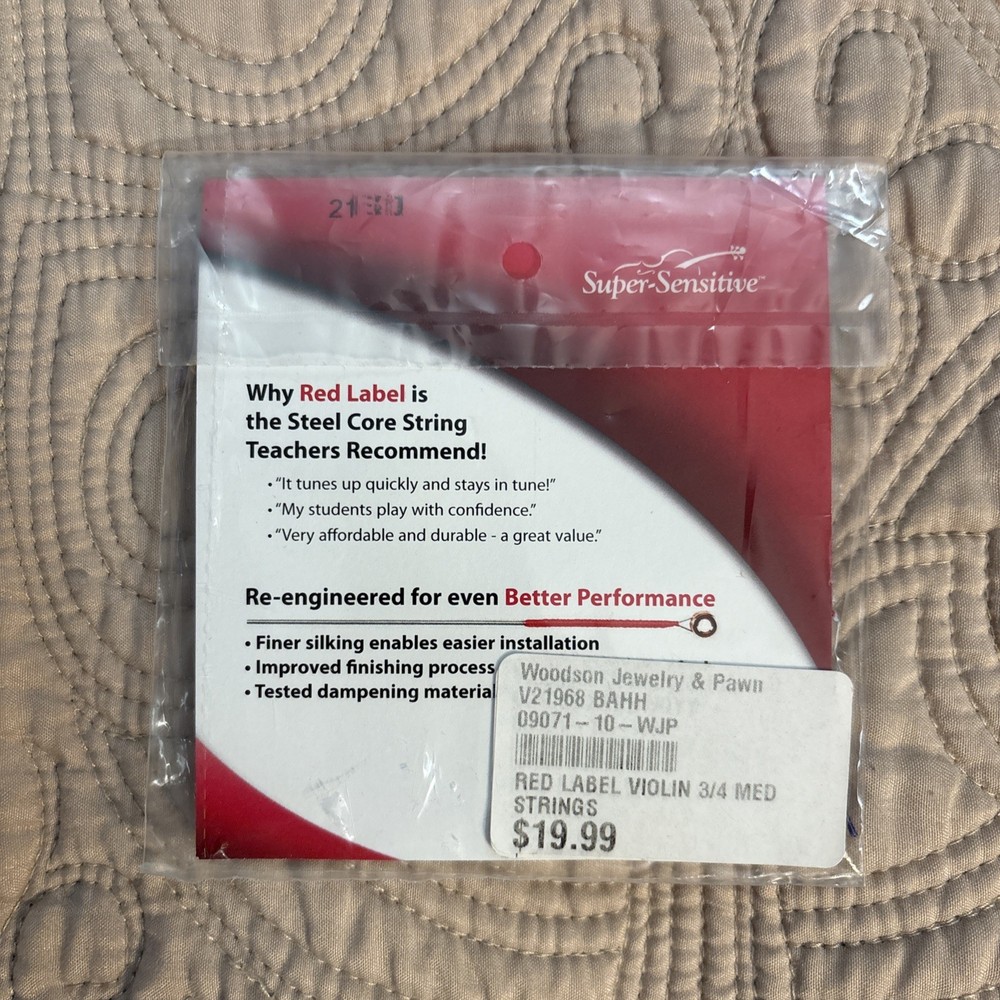 21
Super-Sensitive™
Why Red Label is
the Steel Core String
Teachers Recommend!
• “It tunes up quickly and stays in tune!”
• “My students play with confidence.”
• “Very affordable and durable - a great value.”
Re-engineered for even Better Performance
• Finer silking enables easier installation
• Improved finishing process
• Tested dampening material
Woodson Jewelry & Pawn
V21968 BAHH
09071-10-WJP
RED LABEL VIOLIN 3/4 MED
STRINGS
$19.99